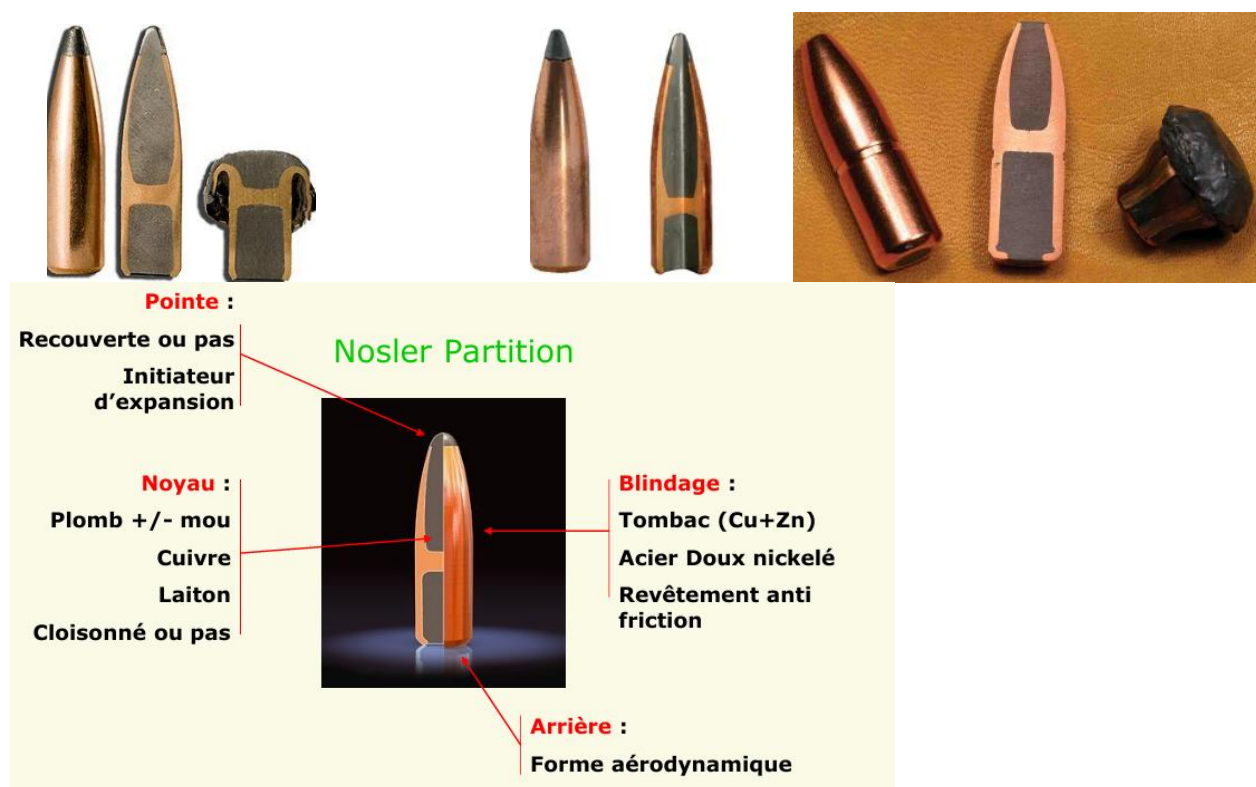 Pointe :
Recouverte ou pas
Initiateur
d’expansion
Nosler Partition
Noyau :
Plomb +/- mou
Cuivre
Laiton
Cloisonné ou pas
Blindage :
Tombac (Cu+Zn)
Acier Doux nickelé
Revêtement anti
friction
Arrière :
Forme aérodynamique